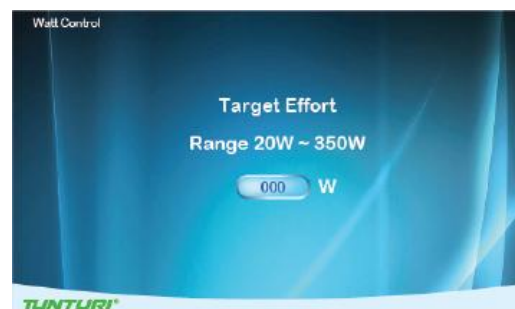 Watt Control
Target Effort
Range 20W ~ 350W
000 W
TUNTURI®